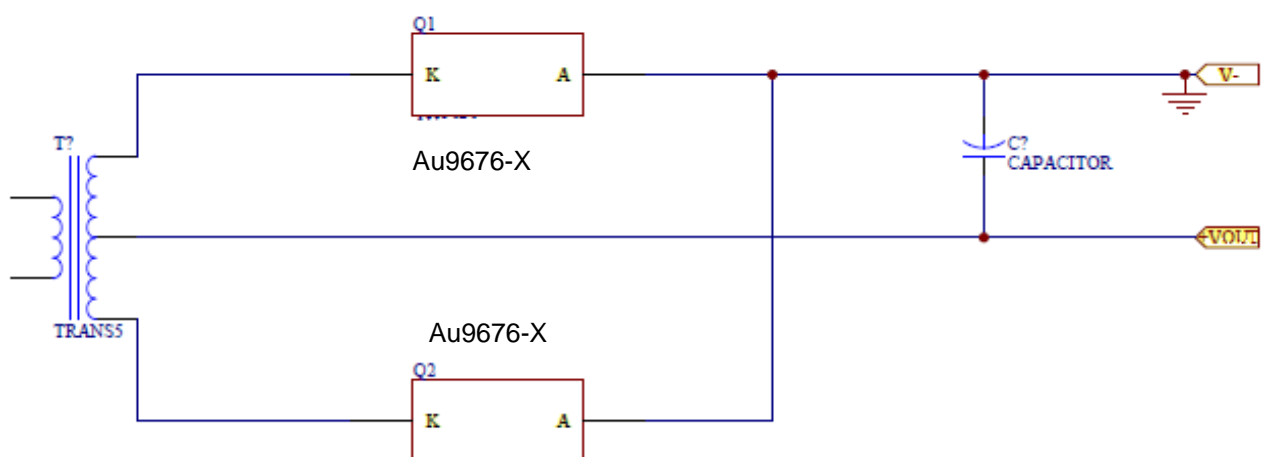 Q1
K A
V-
T?
Au9676-X
C?
CAPACITOR
+VOUT
TRANS5
Au9676-X
Q2
K A